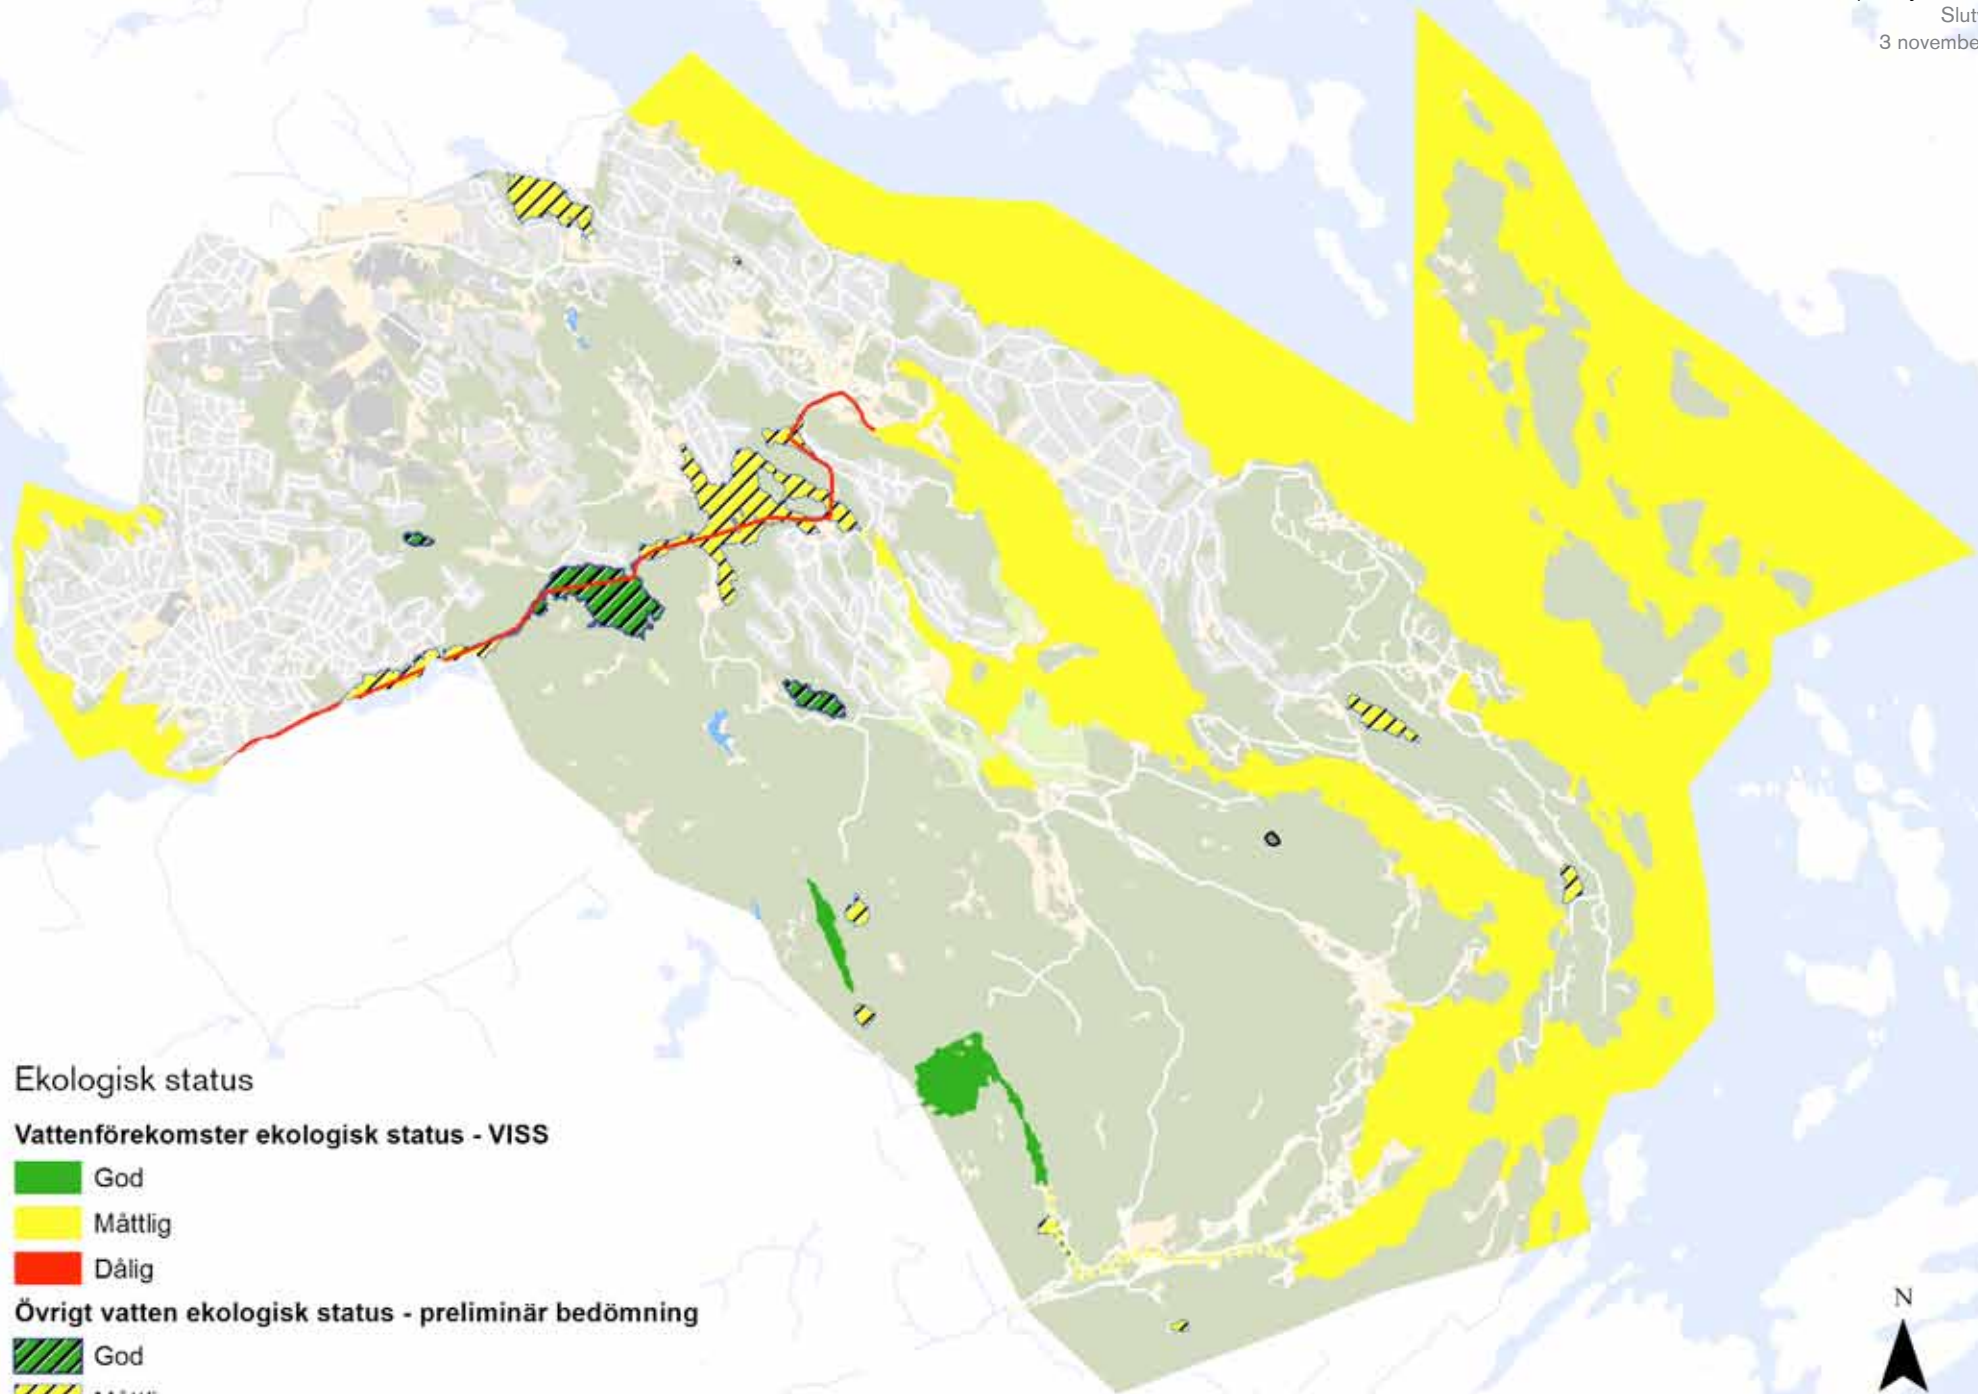 Slut
3 novembe
Ekologisk status
Vattenförekomster ekologisk status - VISS
God
Måttlig
Dålig
Övrigt vatten ekologisk status - preliminär bedömning
God
N